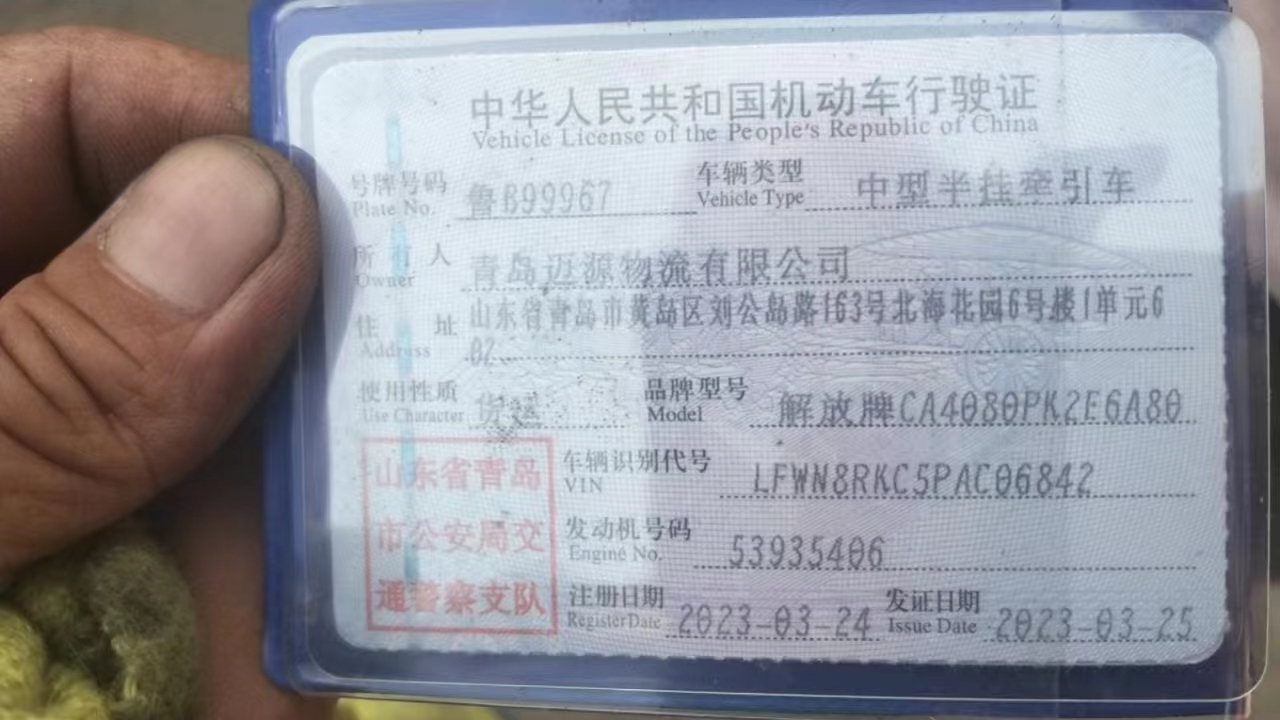 中华人民共和国机动车行驶证
Vehicle License of the People's Republic of China
号牌号码 鲁B99967 车辆类型 中型半挂牵引车
Plate No. Vehicle Type
所有人 青岛迈源物流有限公司
Owner
住址 山东省青岛市黄岛区刘公岛路163号北海花园6号楼1单元6
Address 02
使用性质 货运 品牌型号 解放牌CA4080PK2E6A80
Use Character Model
山东省青岛 车辆识别代号 LFWN8RKC5PAC06842
VIN
市公安局交 发动机号码 53935406
Engine No.
通警察支队 注册日期 2023-03-24 发证日期 2023-03-25
Register Date Issue Date